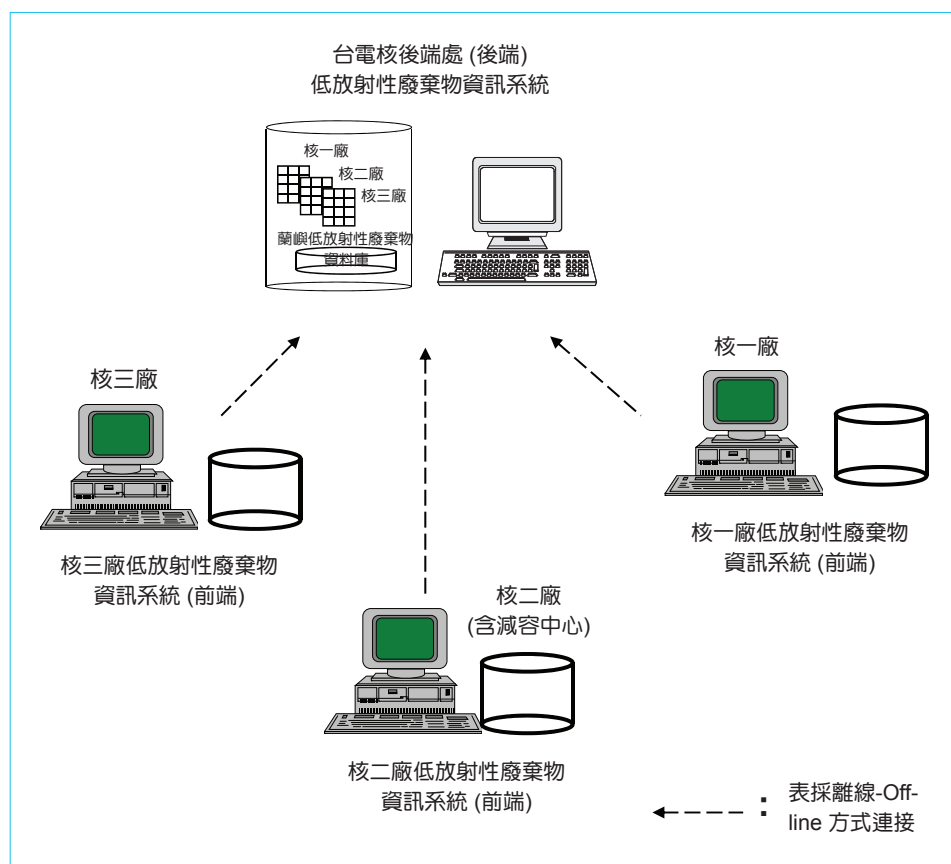 台電核後端處 (後端)
低放射性廢棄物資訊系統
核一廠
核二廠
核三廠
蘭嶼低放射性廢棄物
資料庫
核一廠
核三廠
核一廠低放射性廢棄物
資訊系統 (前端)
核三廠低放射性廢棄物
資訊系統 (前端)
核二廠
(含減容中心)
核二廠低放射性廢棄物
資訊系統 (前端)
: 表採離線-Off-
line 方式連接